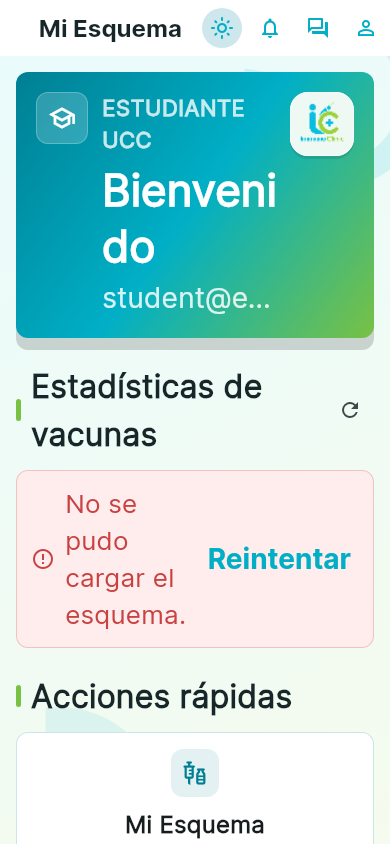 Mi Esquema
ESTUDIANTE
UCC
Bienveni
do
student@e...
Estadísticas de
vacunas
No se
pudo
cargar el
esquema.
Reintentar
Acciones rápidas
Mi Esquema